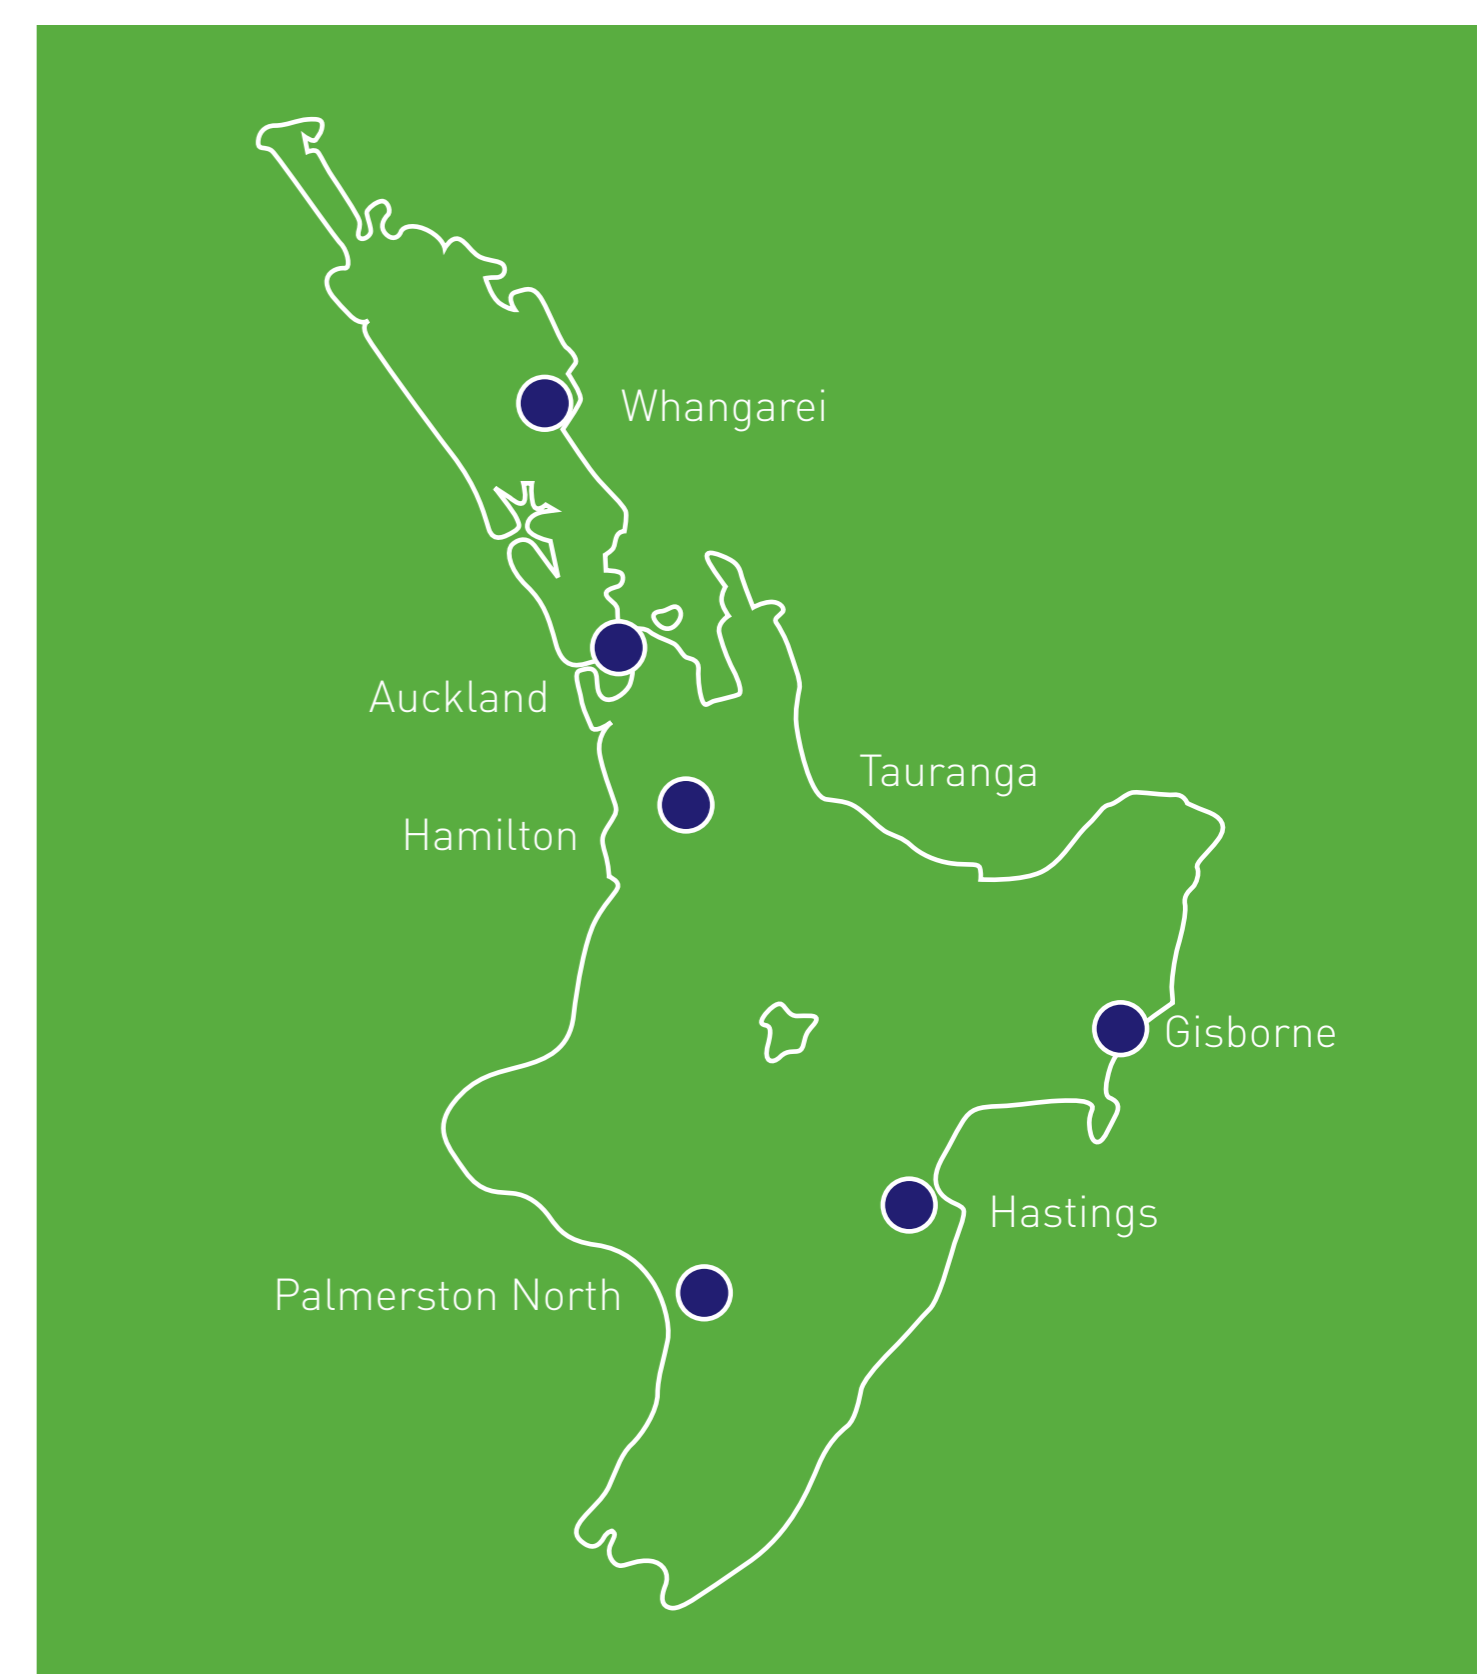 Whangarei
Auckland
Tauranga
Hamilton
Gisborne
Hastings
Palmerston North